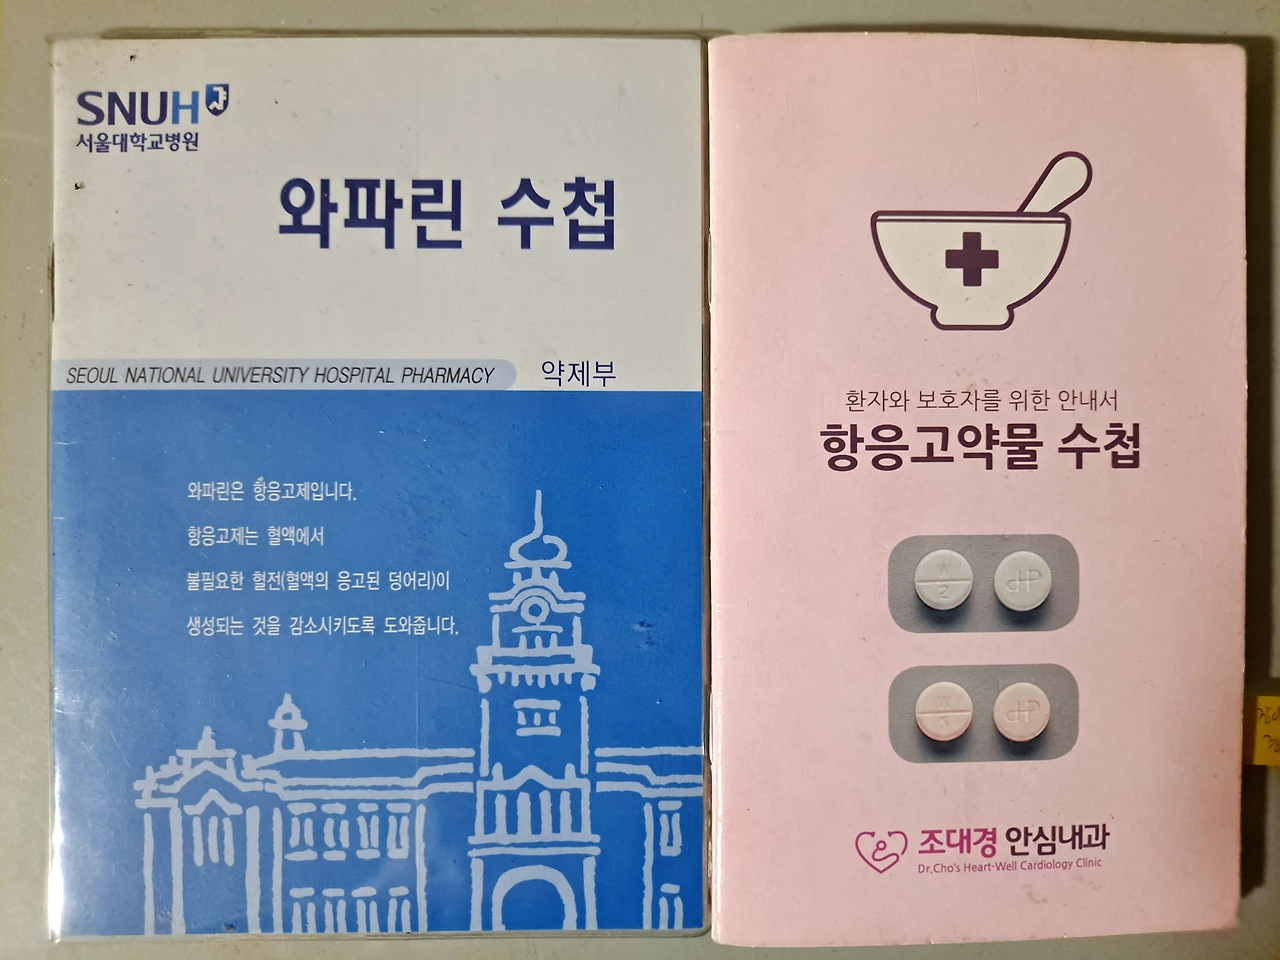 SNUH
서울대학교병원
와파린 수첩
SEOUL NATIONAL UNIVERSITY HOSPITAL PHARMACY 약제부
와파린은 항응고제입니다.
항응고제는 혈액에서
불필요한 혈전(혈액의 응고된 덩어리)이
생성되는 것을 감소시키도록 도와줍니다.
환자와 보호자를 위한 안내서
항응고약물 수첩
W
2
W
조대경 안심내과
Dr.Cho's Heart-Well Cardiology Clinic